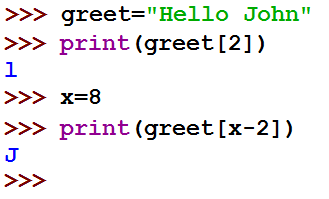 >>> greet="Hello John"
>>> print(greet[2])
l
>>> x=8
>>> print(greet[x-2])
J
>>>